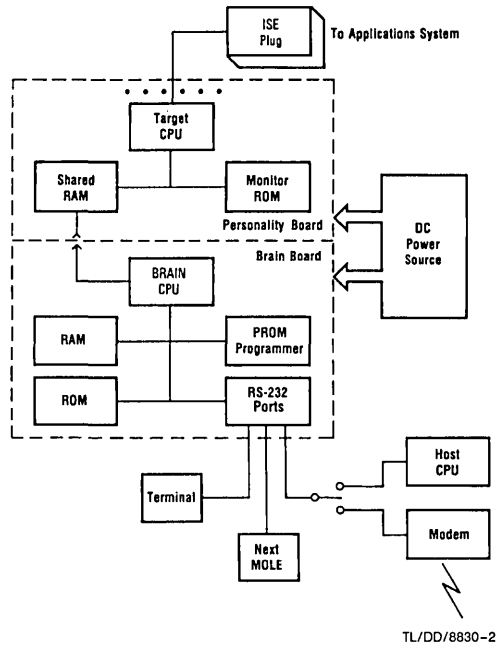 ISE
Plug
To Applications System
Target
CPU
Shared
RAM
Monitor
ROM
Personality Board
DC
Power
Source
Brain Board
BRAIN
CPU
RAM
PROM
Programmer
ROM
RS-232
Ports
Host
CPU
Terminal
Modem
Next
MOLE
TL/DD/8830-2